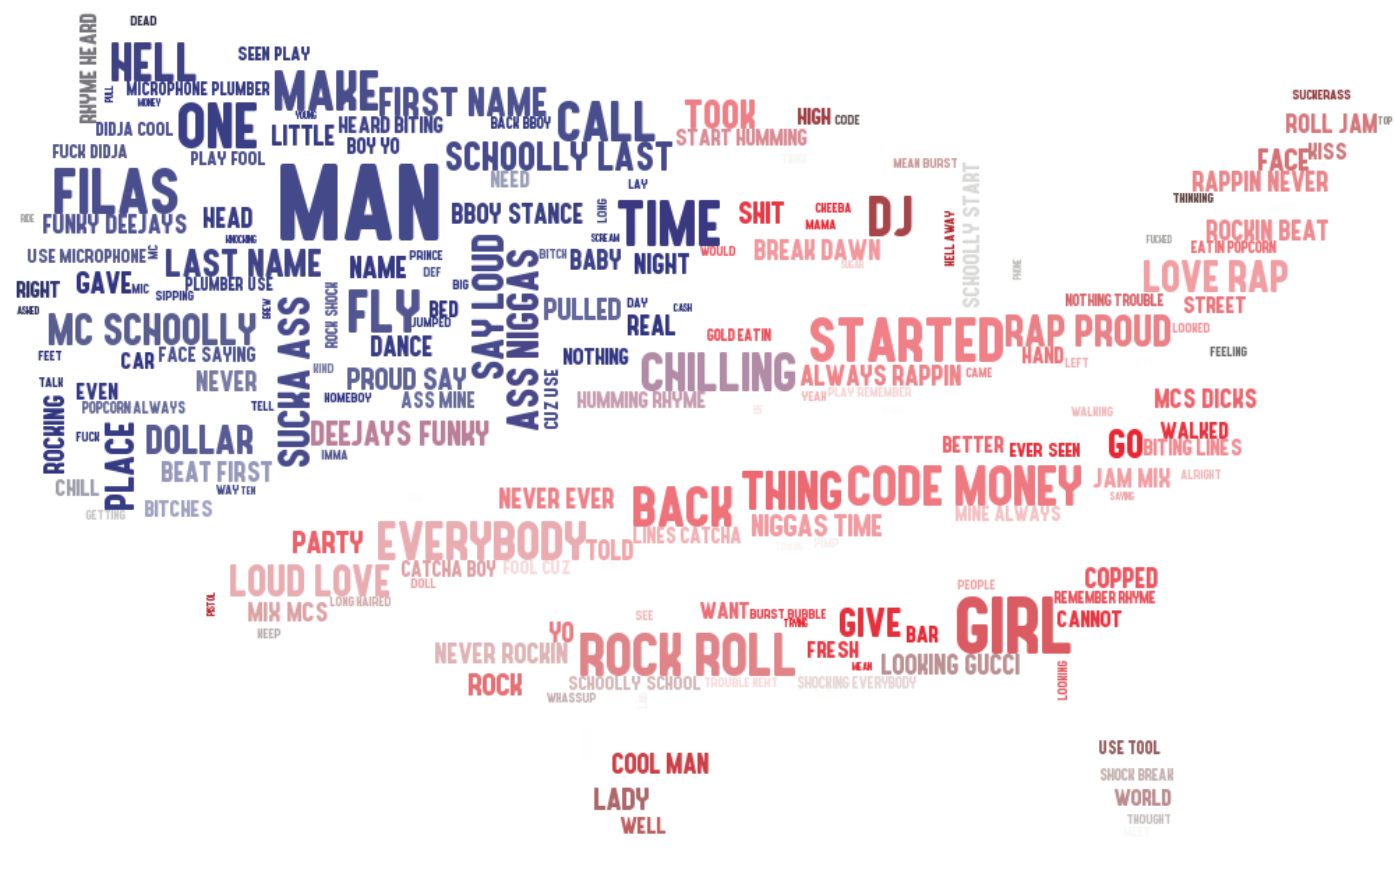 RHYME HEARD
DEAD
HELL
SEEN PLAY
PULL
MICROPHONE PLUMBER
MONEY
MAKE
FIRST NAME
YOUNG
DIDJA COOL
ONE
LITTLE
HEARD BITING
BACK BBOY
CALL
TOOK
START HUMMING
HIGH
CODE
SUCKERASS
ROLL JAM
TOP
FUCK DIDJA
PLAY FOOL
BOY YO
SCHOOLLY LAST
MEAN BURST
FACE
KISS
FILAS
MAN
NEED
LAY
RAPPIN NEVER
THINKING
RIDE
FUNKY DEEJAYS
HEAD
KNOCKING
BBOY STANCE
LONG
TIME
SHIT
CHEEBA
MAMA
DJ
HELL AWAY
SCHOOLLY START
ROCKIN BEAT
FUCKED
EATIN POPCORN
SCREAM
USE MICROPHONE
MIC
LAST NAME
NAME
PRINCE
DEF
BIG
SAY LOUD
ASS NIGGAS
BITCH
BABY
NIGHT
WOULD
BREAK DAWN
SUGAR
PHONE
LOVE RAP
RIGHT
GAVE
MIC
SIPPING
PLUMBER USE
BREW
SUCKA ASS
ROCK SHOCK
FLY
BED
JUMPED
PULLED
DAY
CASH
NOTHING TROUBLE
STREET
ASKED
MC SCHOOLLY
DANCE
REAL
GOLD EATIN
STARTED
RAP PROUD
LOOKED
FEET
CAR
FACE SAYING
NOTHING
CHILLING
ALWAYS RAPPIN
CAME
HAND
LEFT
FEELING
TALK
EVEN
NEVER
KIND
PROUD SAY
CUZ USE
YEAH
PLAY REMEMBER
ROCKING
POPCORN ALWAYS
TELL
HOMEBOY
ASS MINE
HUMMING RHYME
WALKING
MCS DICKS
FUCK
PLACE
DOLLAR
DEEJAYS FUNKY
IMMA
BETTER
EVER SEEN
GO
WALKED
BITING LINES
CHILL
BEAT FIRST
WAY
TEN
GETTING
BITCHES
NEVER EVER
BACK
THING
CODE MONEY
JAM MIX
ALRIGHT
SAYING
MINE ALWAYS
PARTY
EVERYBODY
TOLD
LINES CATCHA
NIGGAS TIME
PIMP
LOUD LOVE
CATCHA BOY
FOOL CUZ
DOLL
PISTOL
MIX MCS
LONG HAIRED
KEEP
PEOPLE
COPPED
REMEMBER RHYME
CANNOT
SEE
WANT
BURST BUBBLE
TRYING
GIVE
BAR
GIRL
YO
NEVER ROCKIN
ROCK ROLL
FRESH
MEAN
LOOKING GUCCI
LOOKING
ROCK
SCHOOLLY SCHOOL
TROUBLE NEXT
SHOCKING EVERYBODY
WHASSUP
COOL MAN
USE TOOL
SHOCK BREAK
LADY
WORLD
WELL
THOUGHT